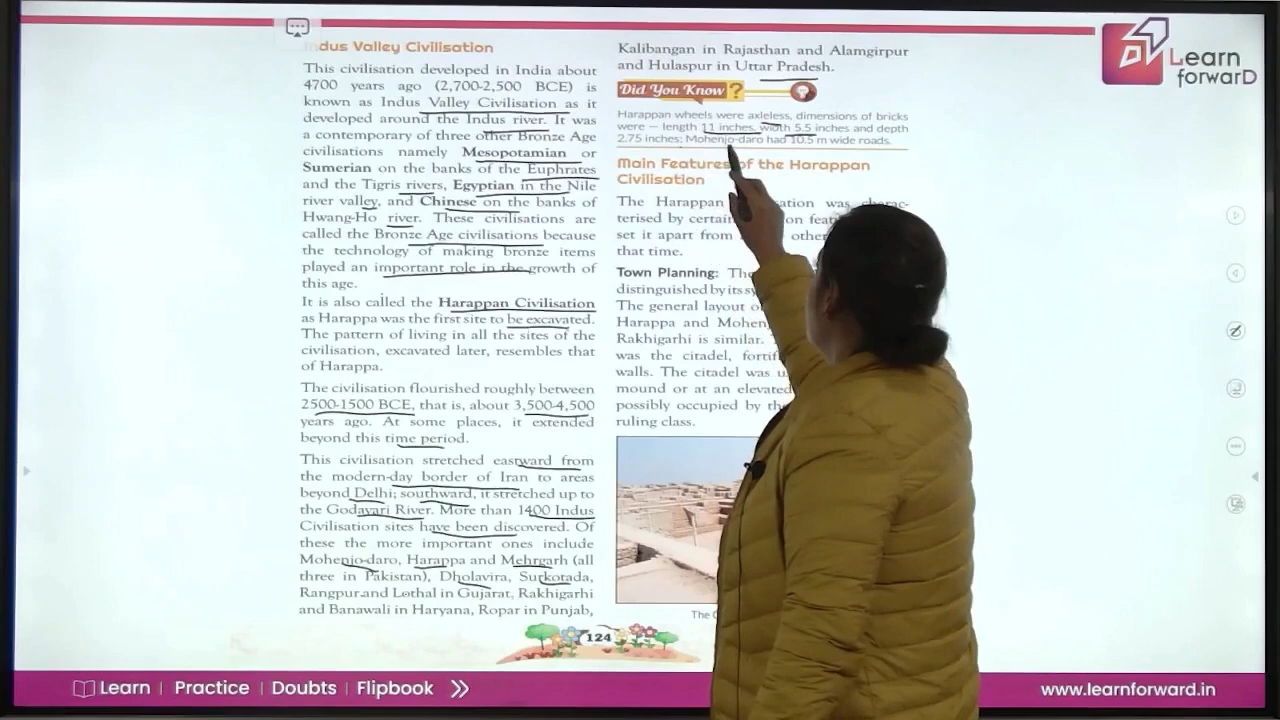 ndus Valley Civilisation
This civilisation developed in India about
4700 years ago (2,700-2,500 BCE) is
known as Indus Valley Civilisation as it
developed around the Indus river. It was
a contemporary of three other Bronze Age
civilisations namely Mesopotamian or
Sumerian on the banks of the Euphrates
and the Tigris rivers, Egyptian in the Nile
river valley, and Chinese on the banks of
Hwang-Ho river. These civilisations are
called the Bronze Age civilisations because
the technology of making bronze items
played an important role in the growth of
this age.
It is also called the Harappan Civilisation
as Harappa was the first site to be excavated.
The pattern of living in all the sites of the
civilisation, excavated later, resembles that
of Harappa.
The civilisation flourished roughly between
2500-1500 BCE, that is, about 3,500-4,500
years ago. At some places, it extended
beyond this time period.
This civilisation stretched eastward from
the modern-day border of Iran to areas
beyond Delhi; southward, it stretched up to
the Godavari River. More than 1400 Indus
Civilisation sites have been discovered. Of
these the more important ones include
Mohenjo-daro, Harappa and Mehrgarh (all
three in Pakistan), Dholavira, Surkotada,
Rangpur and Lothal in Gujarat, Rakhigarhi
and Banawali in Haryana, Ropar in Punjab,
Kalibangan in Rajasthan and Alamgirpur
and Hulaspur in Uttar Pradesh.
Did You Know ?
Harappan wheels were axleless, dimensions of bricks
were – length 11 inches, width 5.5 inches and depth
2.75 inches; Mohenjo-daro had 10.5 m wide roads.
Main Features of the Harappan
Civilisation
The Harappan sation was charac-
terised by certain on feat
set it apart from other
that time.
Town Planning: The
distinguished by its sy
The general layout o
Harappa and Mohen
Rakhigarhi is similar.
was the citadel, fortif
walls. The citadel was u
mound or at an elevated
possibly occupied by the
ruling class.
The
124
Learn forwarD
Learn | Practice | Doubts | Flipbook
www.learnforward.in